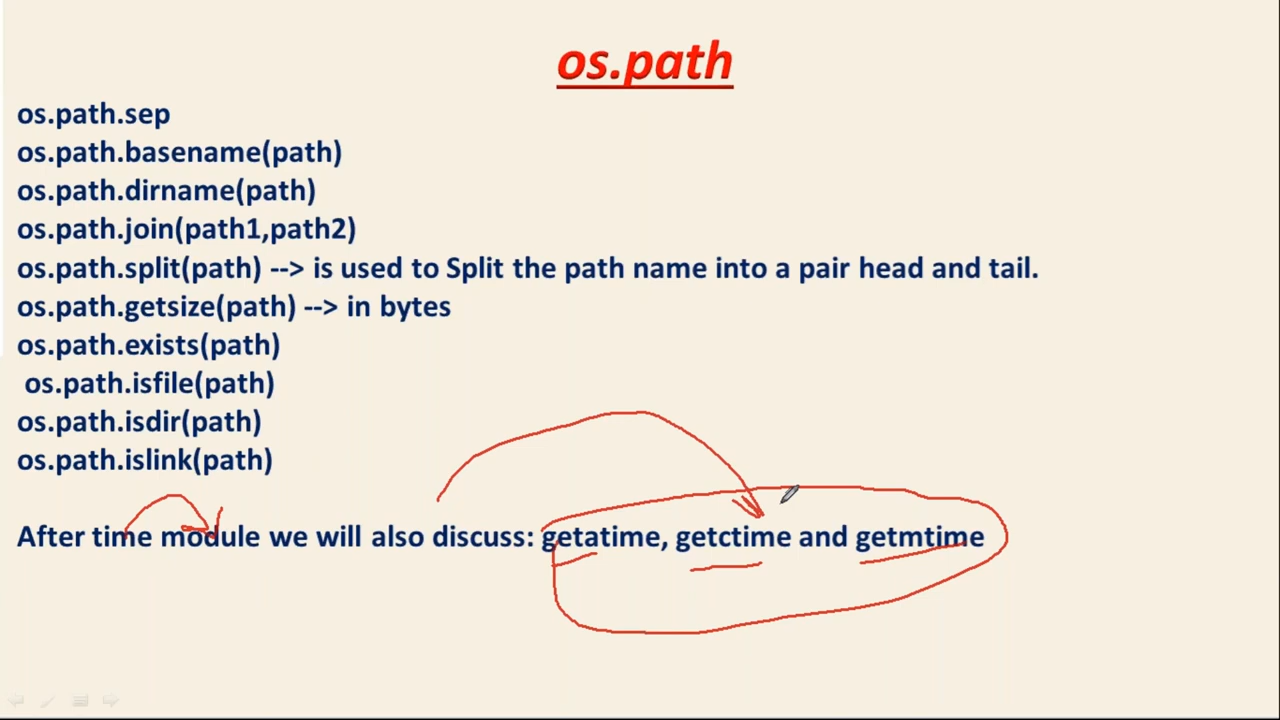 os.path
os.path.sep
os.path.basename(path)
os.path.dirname(path)
os.path.join(path1,path2)
os.path.split(path) --> is used to Split the path name into a pair head and tail.
os.path.getsize(path) --> in bytes
os.path.exists(path)
os.path.isfile(path)
os.path.isdir(path)
os.path.islink(path)
After time module we will also discuss: getatime, getctime and getmtime